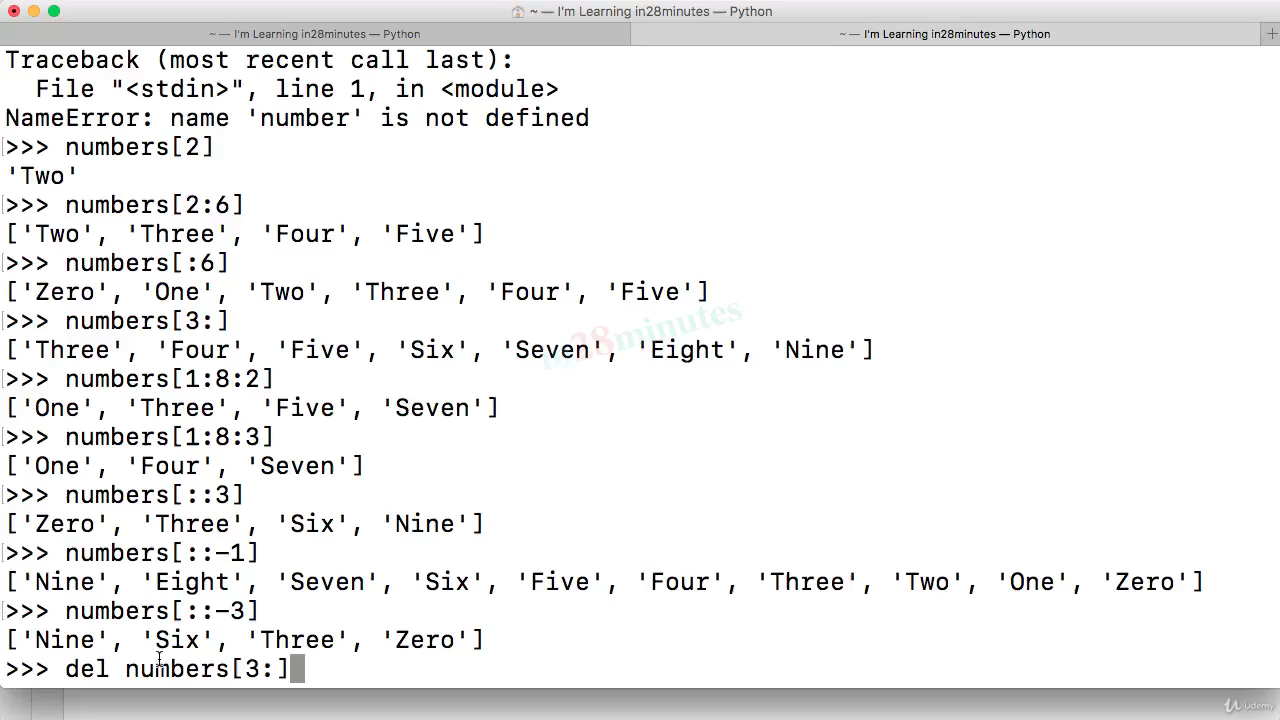 ~ — I'm Learning in28minutes — Python
~ — I'm Learning in28minutes — Python
~ — I'm Learning in28minutes — Python
Traceback (most recent call last):
  File "<stdin>", line 1, in <module>
NameError: name 'number' is not defined
>>> numbers[2]
'Two'
>>> numbers[2:6]
['Two', 'Three', 'Four', 'Five']
>>> numbers[:6]
['Zero', 'One', 'Two', 'Three', 'Four', 'Five']
>>> numbers[3:]
['Three', 'Four', 'Five', 'Six', 'Seven', 'Eight', 'Nine']
in28minutes
>>> numbers[1:8:2]
['One', 'Three', 'Five', 'Seven']
>>> numbers[1:8:3]
['One', 'Four', 'Seven']
>>> numbers[::3]
['Zero', 'Three', 'Six', 'Nine']
>>> numbers[::-1]
['Nine', 'Eight', 'Seven', 'Six', 'Five', 'Four', 'Three', 'Two', 'One', 'Zero']
>>> numbers[::-3]
['Nine', 'Six', 'Three', 'Zero']
>>> del numbers[3:]
Udemy